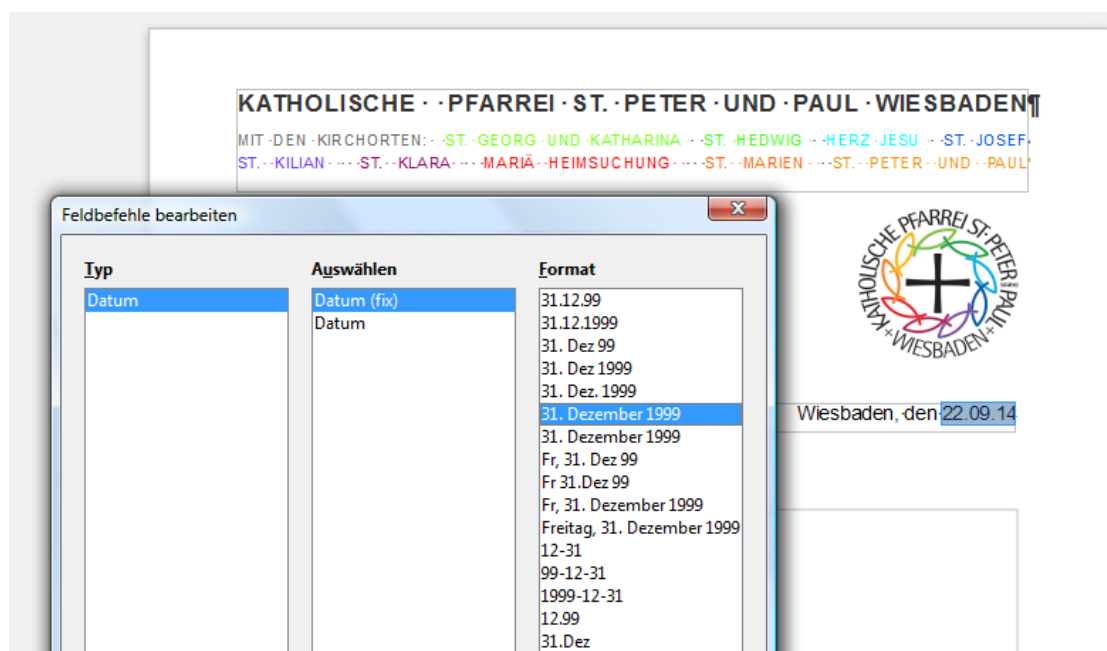 KATHOLISCHE PFARREI ST. PETER UND PAUL WIESBADEN¶
MIT DEN KIRCHORTEN: ST. GEORG UND KATHARINA - ST. HEDWIG - HERZ JESU - ST. JOSEF
ST. KILIAN - ST. KLARA - MARIÄ HEIMSUCHUNG - ST. MARIEN - ST. PETER UND PAUL
Feldbefehle bearbeiten
KATHOLISCHE PFARREI ST. PETER PAUL + WIESBADEN +
Typ Auswählen Format
Datum Datum (fix) 31.12.99
Datum 31.12.1999
31. Dez 99
31. Dez 1999
31. Dez. 1999
31. Dezember 1999 Wiesbaden, den 22.09.14
31. Dezember 1999
Fr, 31. Dez 99
Fr 31.Dez 99
Fr, 31. Dezember 1999
Freitag, 31. Dezember 1999
12-31
99-12-31
1999-12-31
12.99
31.Dez